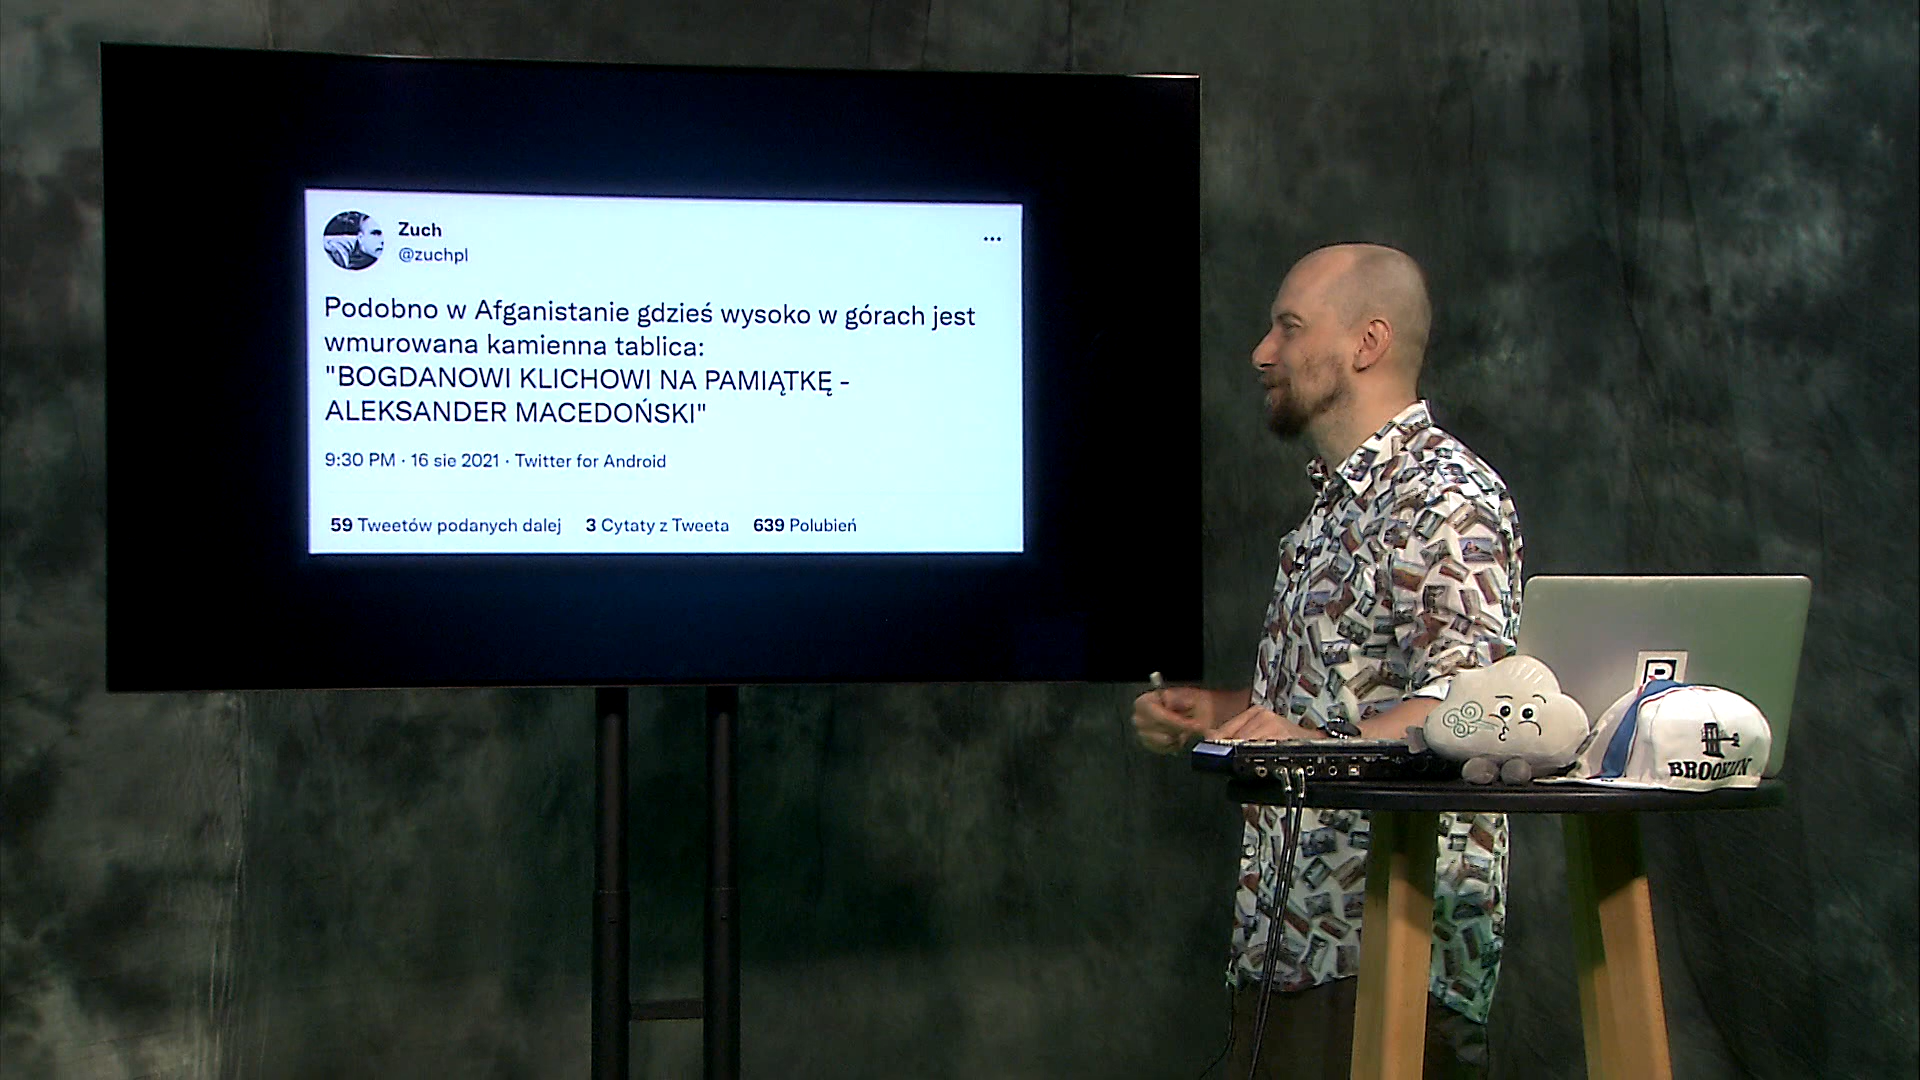 Zuch
@zuchpl
Podobno w Afganistanie gdzieś wysoko w górach jest
wmurowana kamienna tablica:
"BOGDANOWI KLICHOWI NA PAMIĄTKĘ -
ALEKSANDER MACEDOŃSKI"
9:30 PM · 16 sie 2021 · Twitter for Android
59 Tweetów podanych dalej 3 Cytaty z Tweeta 639 Polubień
BROOKLYN